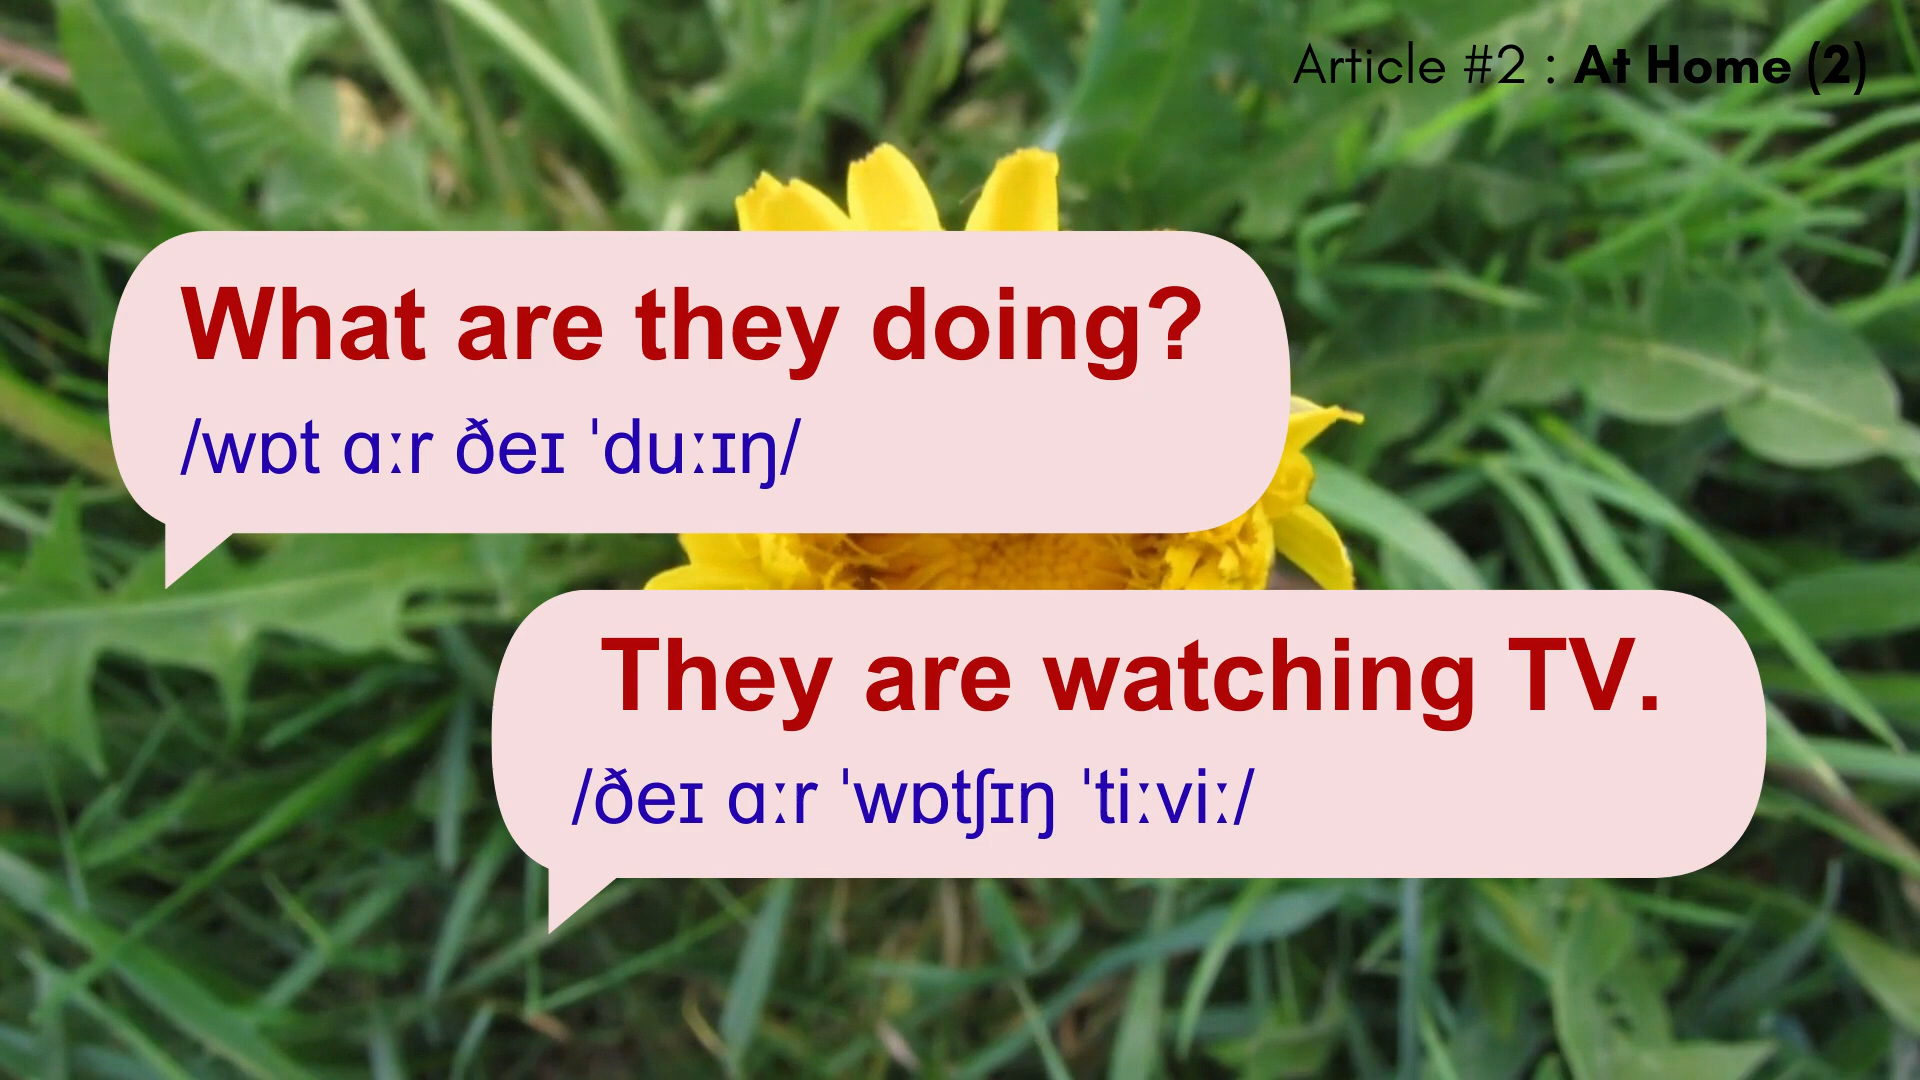 Article #2 : At Home (2)
What are they doing?
/wɒt ɑːr ðeɪ ˈduːɪŋ/
They are watching TV.
/ðeɪ ɑːr ˈwɒtʃɪŋ ˈtiːviː/